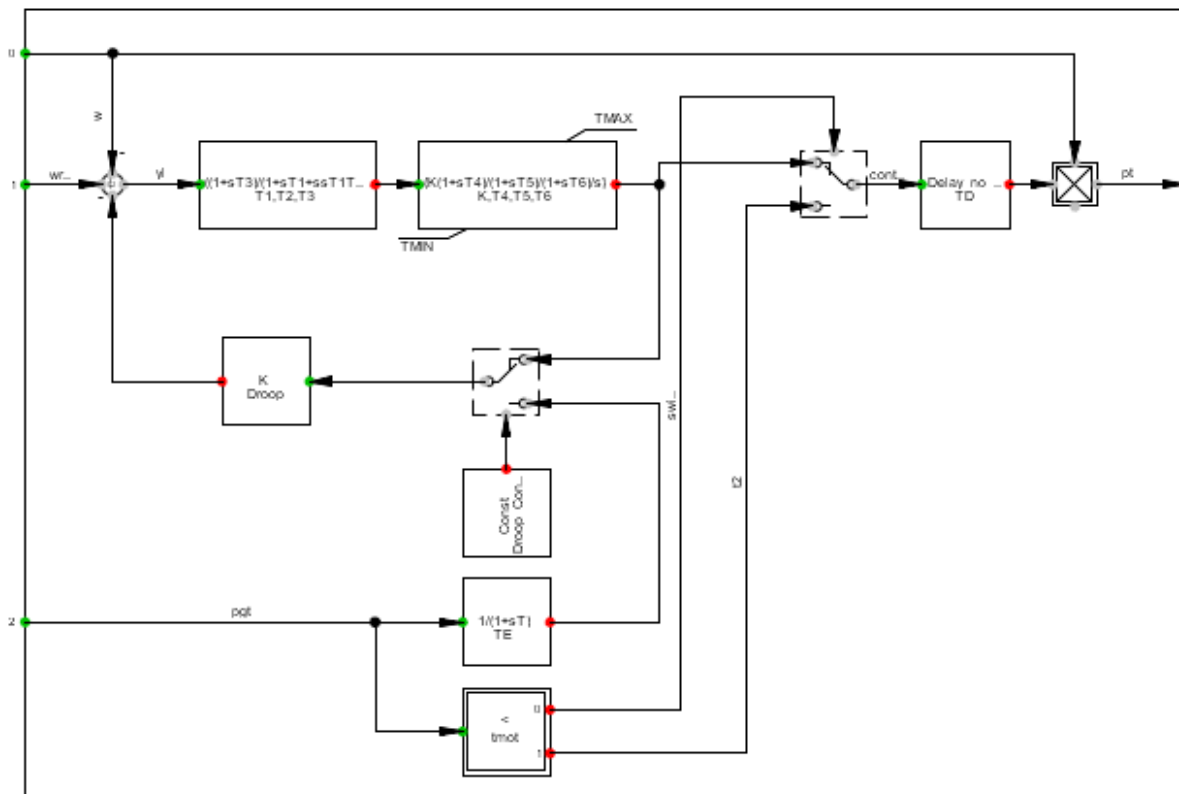 0
TMAX
w
wr...
yi
1
(1+sT3)/(1+sT1+ssT1T...
T1,T2,T3
(K(1+sT4)/(1+sT5)/(1+sT6)/s)
K,T4,T5,T6
cont...
Delay no ...
TD
pt
TMIN
K
Droop
swi...
t2
Const
Droop Con...
pgt
2
1/(1+sT)
TE
<
tmot
0
1